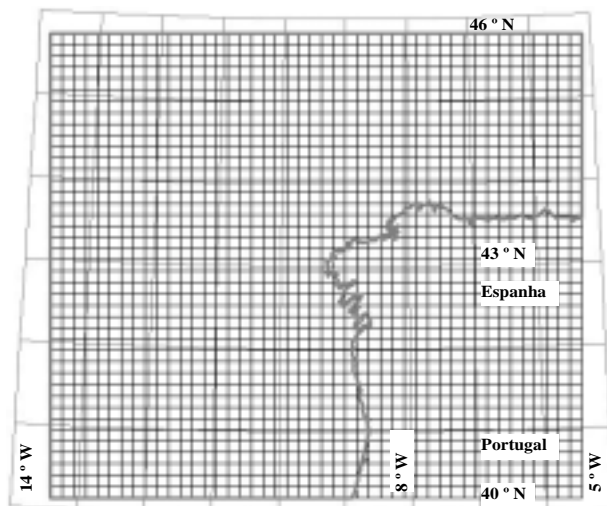 46 º N
43 º N
Espanha
Portugal
14 º W
8 º W
5 º W
40 º N